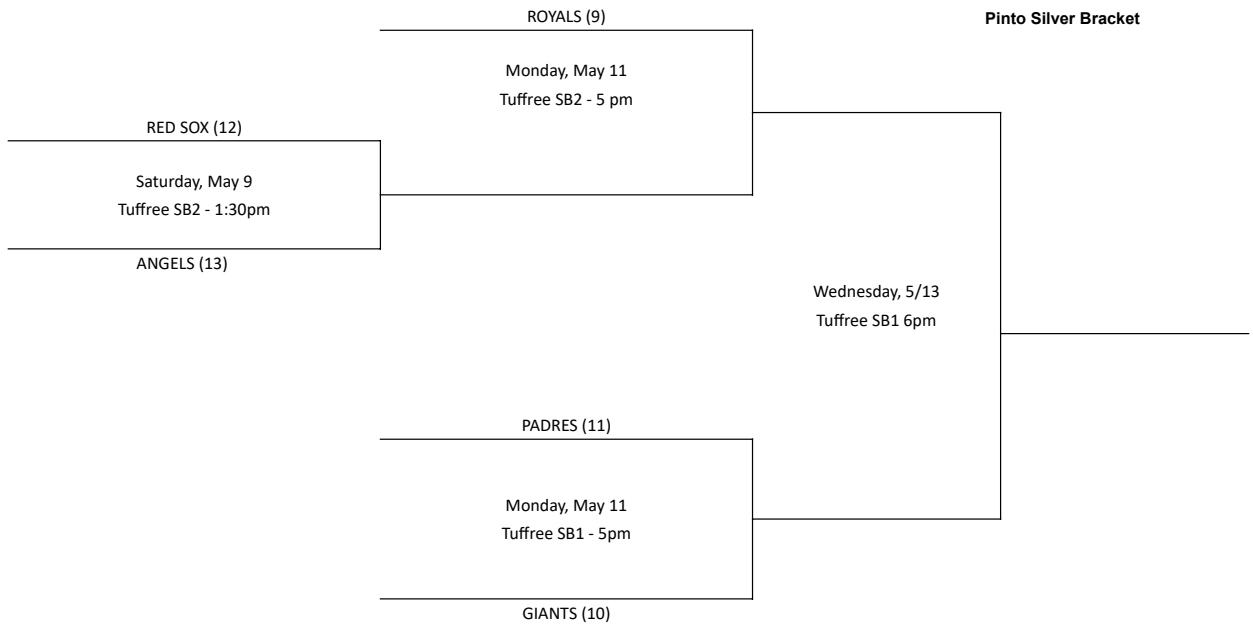 ROYALS (9)
Pinto Silver Bracket
Monday, May 11
Tuffree SB2 - 5 pm
RED SOX (12)
Saturday, May 9
Tuffree SB2 - 1:30pm
ANGELS (13)
Wednesday, 5/13
Tuffree SB1 6pm
PADRES (11)
Monday, May 11
Tuffree SB1 - 5pm
GIANTS (10)